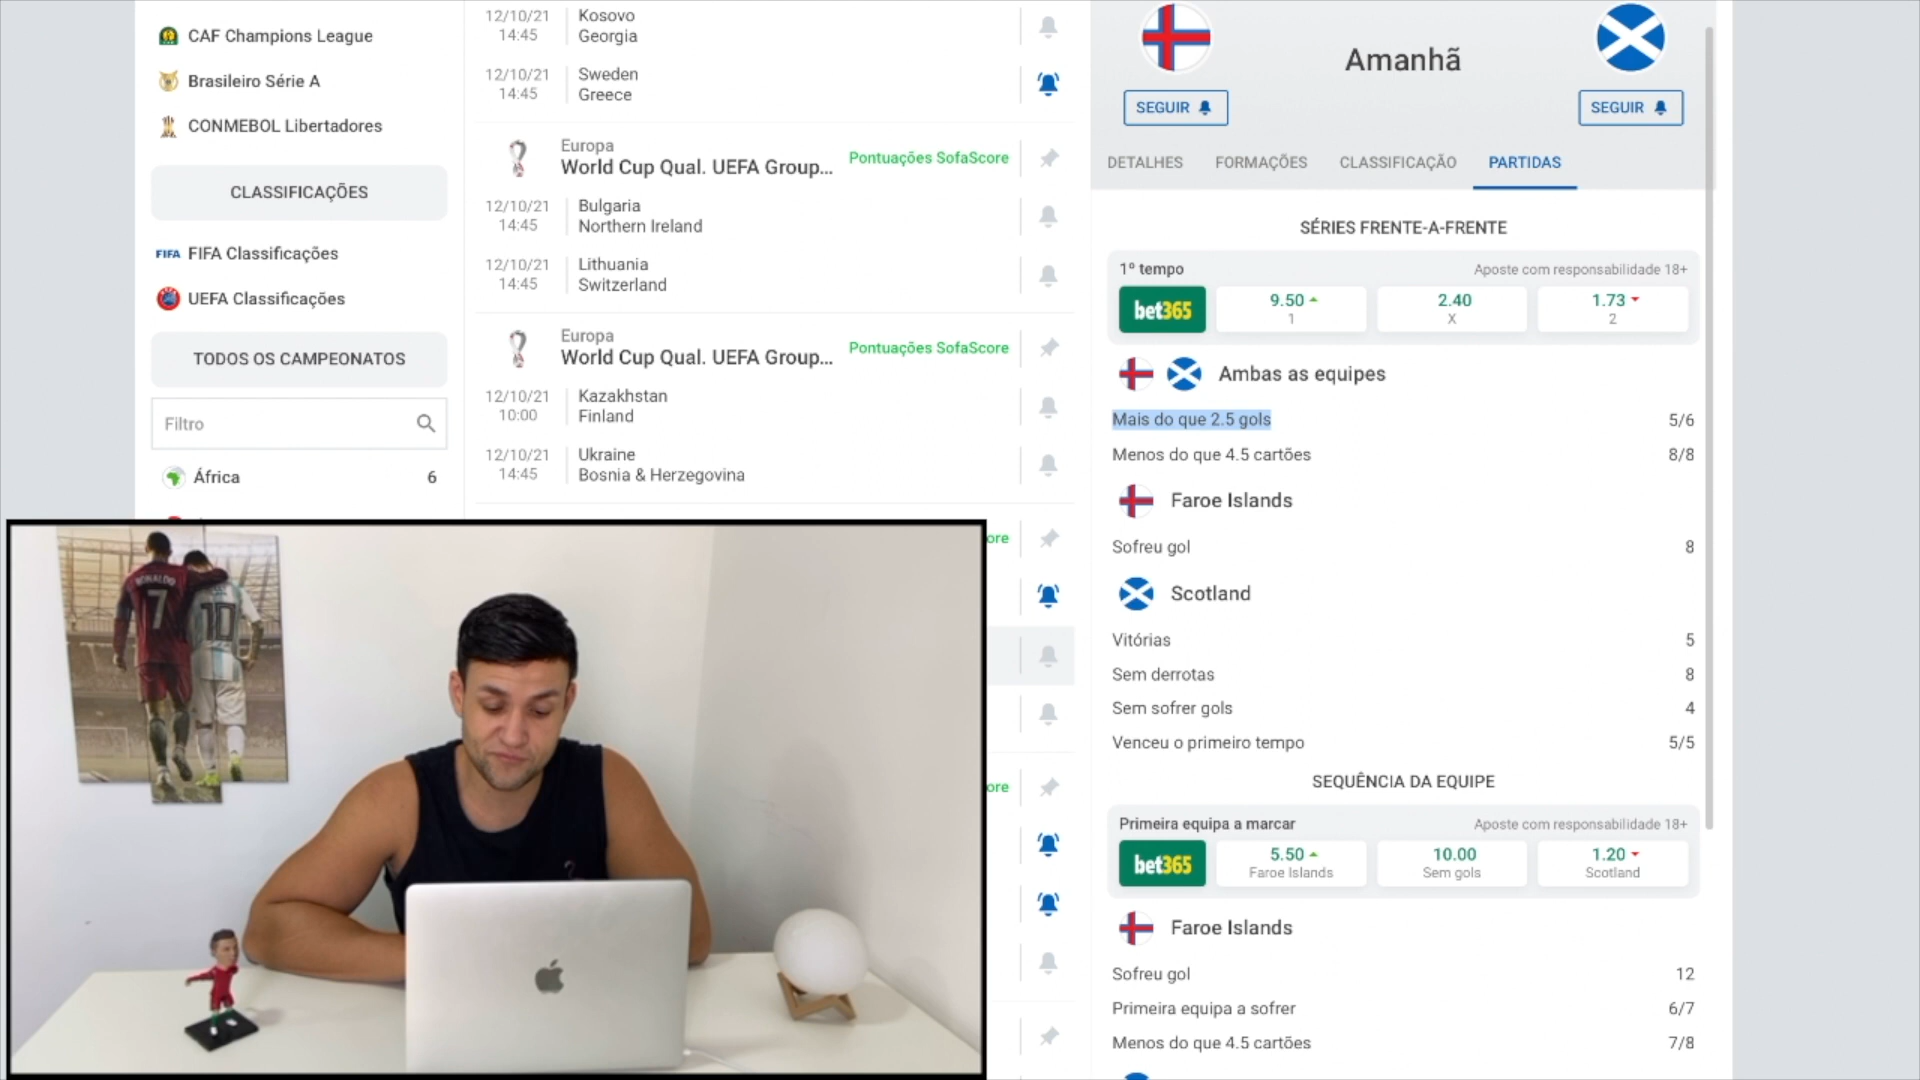 CAF Champions League
Brasileiro Série A
CONMEBOL Libertadores
CLASSIFICAÇÕES
FIFA FIFA Classificações
UEFA Classificações
TODOS OS CAMPEONATOS
Filtro
África 6
12/10/21 Kosovo
14:45 Georgia
12/10/21 Sweden
14:45 Greece
Europa
World Cup Qual. UEFA Group... Pontuações SofaScore
12/10/21 Bulgaria
14:45 Northern Ireland
12/10/21 Lithuania
14:45 Switzerland
Europa
World Cup Qual. UEFA Group... Pontuações SofaScore
12/10/21 Kazakhstan
10:00 Finland
12/10/21 Ukraine
14:45 Bosnia & Herzegovina
ore
ore
RONALDO
7
10
Amanhã
SEGUIR
SEGUIR
DETALHES FORMAÇÕES CLASSIFICAÇÃO PARTIDAS
SÉRIES FRENTE-A-FRENTE
1º tempo Aposte com responsabilidade 18+
bet365 9.50 2.40 1.73
1 X 2
Ambas as equipes
Mais do que 2.5 gols 5/6
Menos do que 4.5 cartões 8/8
Faroe Islands
Sofreu gol 8
Scotland
Vitórias 5
Sem derrotas 8
Sem sofrer gols 4
Venceu o primeiro tempo 5/5
SEQUÊNCIA DA EQUIPE
Primeira equipa a marcar Aposte com responsabilidade 18+
bet365 5.50 10.00 1.20
Faroe Islands Sem gols Scotland
Faroe Islands
Sofreu gol 12
Primeira equipa a sofrer 6/7
Menos do que 4.5 cartões 7/8